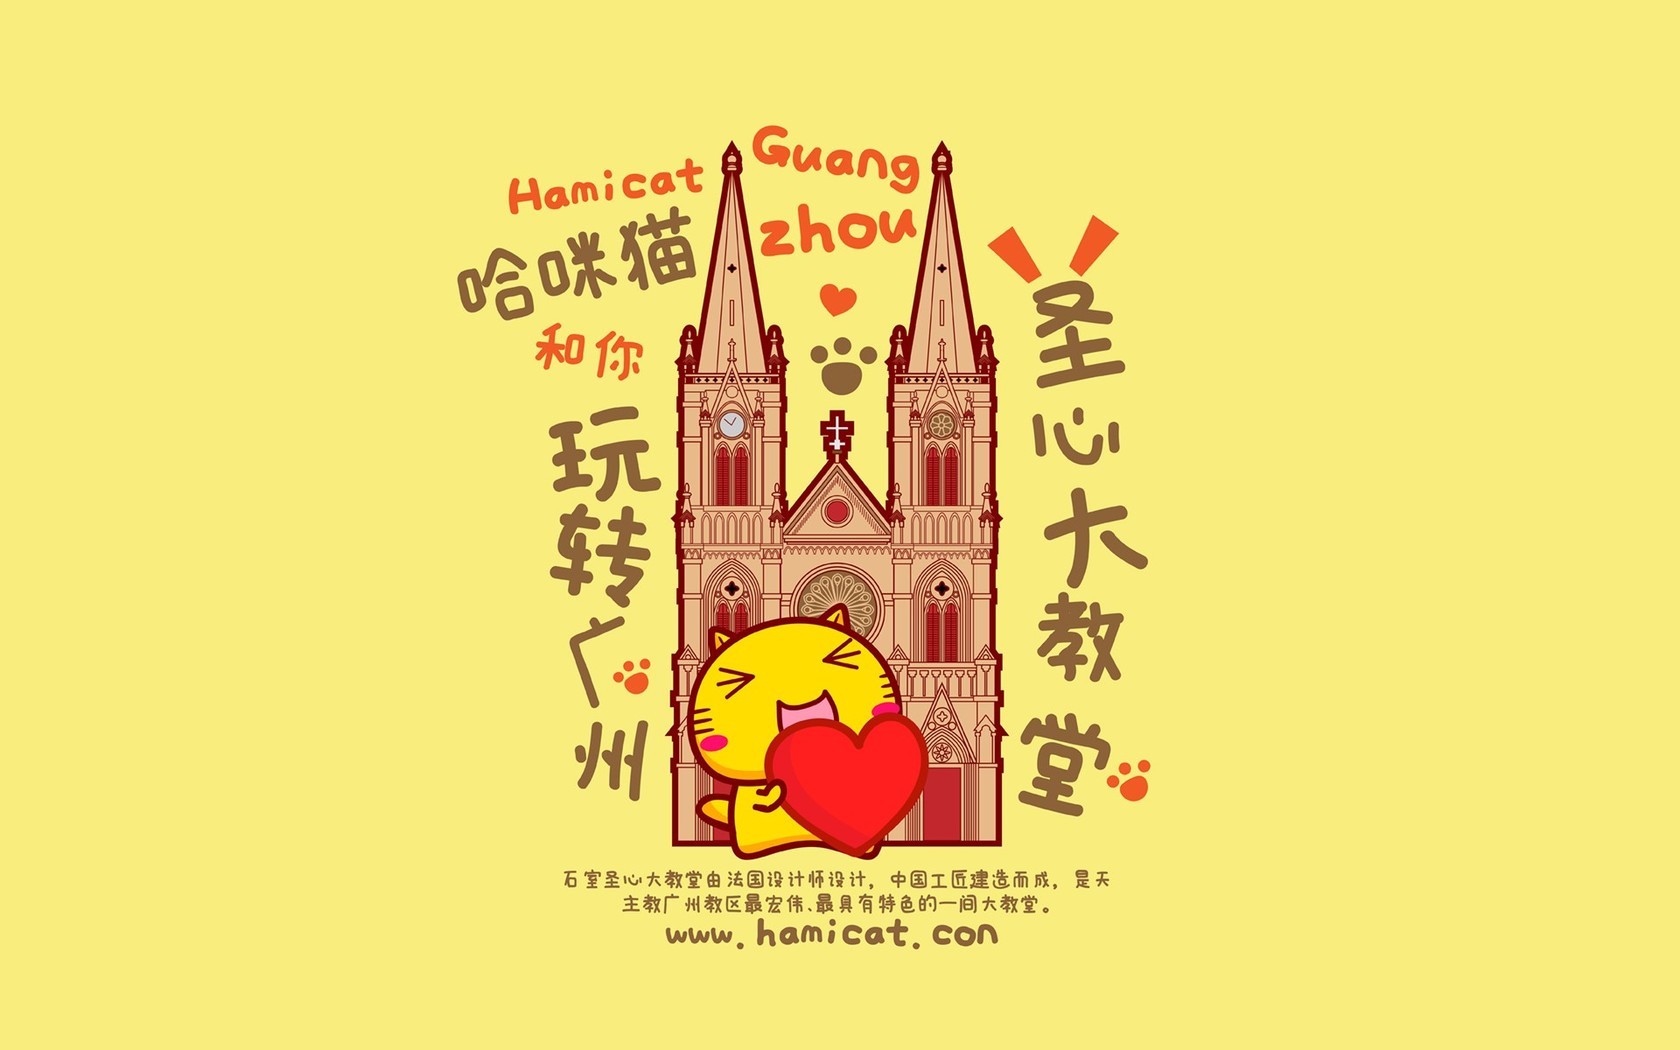 Hamicat
哈咪猫
和你
玩转广州
Guang
zhou
圣心大教堂
石室圣心大教堂由法国设计师设计，中国工匠建造而成，是天
主教广州教区最宏伟、最具有特色的一间大教堂。
www.hamicat.con